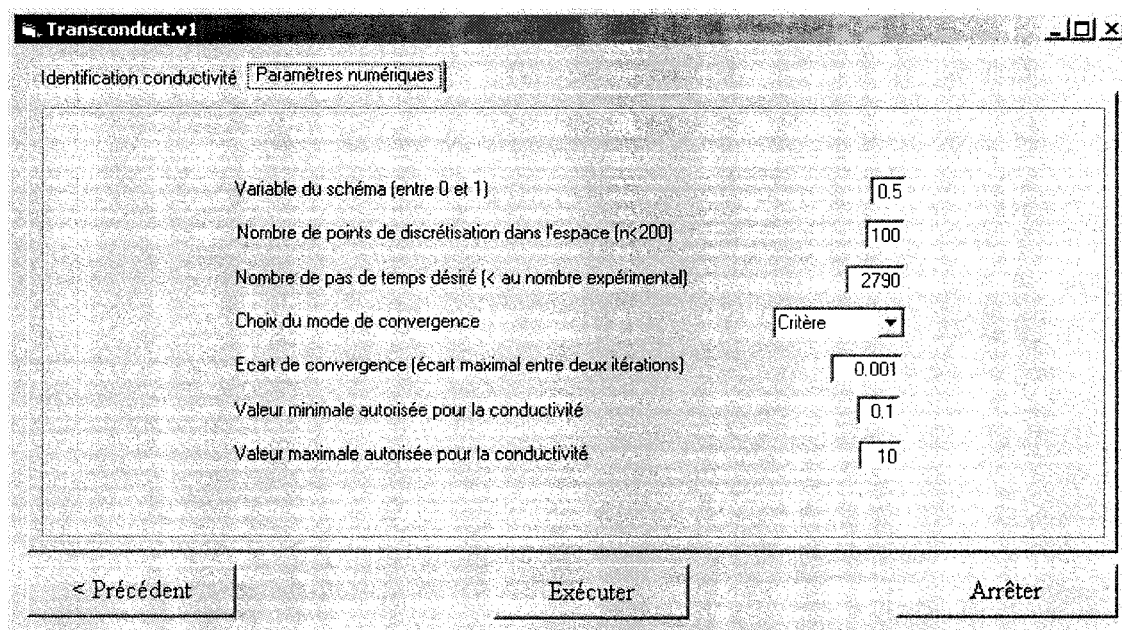 Transconduct.v1
Identification conductivité Paramètres numériques
Variable du schéma (entre 0 et 1) 0.5
Nombre de points de discrétisation dans l'espace (n<200) 100
Nombre de pas de temps désiré (< au nombre expérimental) 2790
Choix du mode de convergence Critère
Ecart de convergence (écart maximal entre deux itérations) 0.001
Valeur minimale autorisée pour la conductivité 0.1
Valeur maximale autorisée pour la conductivité 10
< Précédent Exécuter Arrêter